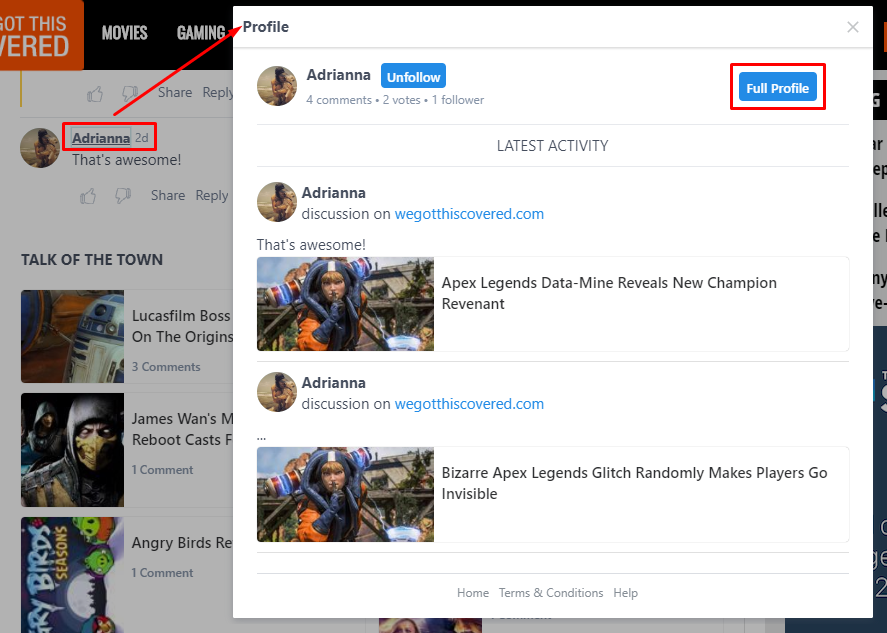 GOT THIS
VERED
MOVIES
GAMING
Share Reply
Adrianna 2d
That's awesome!
Share Reply
TALK OF THE TOWN
Lucasfilm Boss
On The Origins
3 Comments
James Wan's M
Reboot Casts F
1 Comment
ANGRY BIRDS
SEASONS
Angry Birds Re
1 Comment
Profile
Adrianna Unfollow
4 comments • 2 votes • 1 follower
Full Profile
LATEST ACTIVITY
Adrianna
discussion on wegotthiscovered.com
That's awesome!
Apex Legends Data-Mine Reveals New Champion
Revenant
Adrianna
discussion on wegotthiscovered.com
...
Bizarre Apex Legends Glitch Randomly Makes Players Go
Invisible
Home Terms & Conditions Help